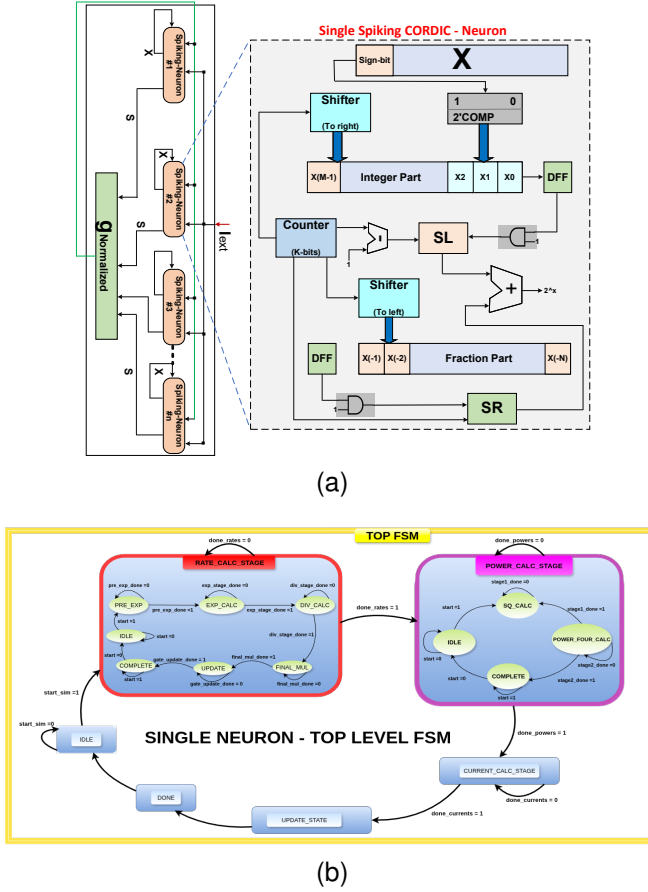 Single Spiking CORDIC - Neuron
Spiking-Neuron
#1
X
S
Spiking-Neuron
#2
X
S
Spiking-Neuron
#3
X
Spiking-Neuron
#n
X
S
g Normalized
Iext
Sign-bit
X
Shifter
(To right)
1 0
2'COMP
X(M-1)
Integer Part
X2
X1
X0
DFF
Counter
(K-bits)
-
1
SL
1
+
2^x
Shifter
(To left)
DFF
X(-1)
X(-2)
Fraction Part
X(-N)
1
SR
(a)
TOP FSM
done_rates = 0
RATE_CALC_STAGE
pre_exp_done =0
exp_stage_done =0
div_stage_done =0
PRE_EXP
EXP_CALC
DIV_CALC
pre_exp_done =1
exp_stage_done =1
start =1
IDLE
start =0
div_stage_done =1
final_mul_done =1
gate_update_done = 1
start =0
COMPLETE
UPDATE
FINAL_MUL
start =1
gate_update_done = 0
final_mul_done =0
done_rates = 1
done_powers = 0
POWER_CALC_STAGE
stage1_done =0
SQ_CALC
start =1
stage1_done =1
IDLE
POWER_FOUR_CALC
start =0
stage2_done =0
start =0
stage2_done =1
COMPLETE
start =1
start_sim =1
start_sim =0
IDLE
SINGLE NEURON - TOP LEVEL FSM
done_powers = 1
CURRENT_CALC_STAGE
done_currents = 0
DONE
done_currents = 1
UPDATE_STATE
(b)